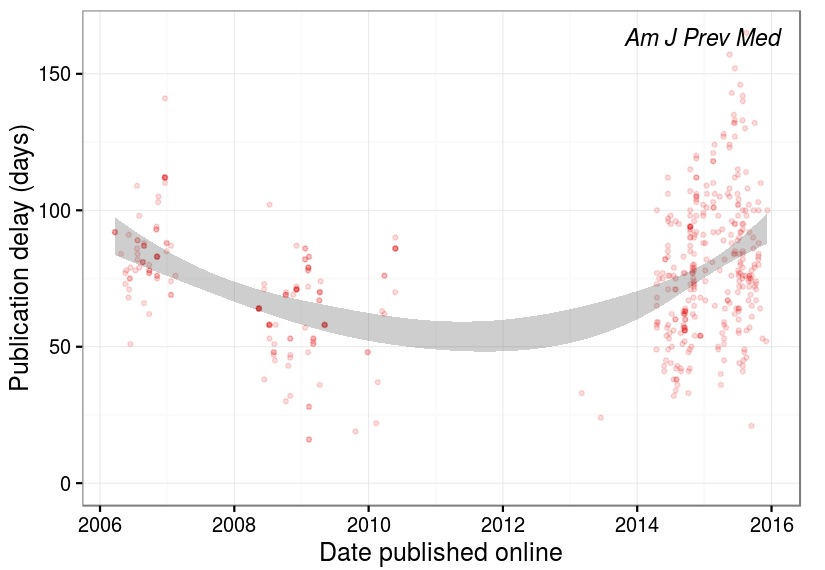 Am J Prev Med
Publication delay (days)
150
100
50
0
2006 2008 2010 2012 2014 2016
Date published online